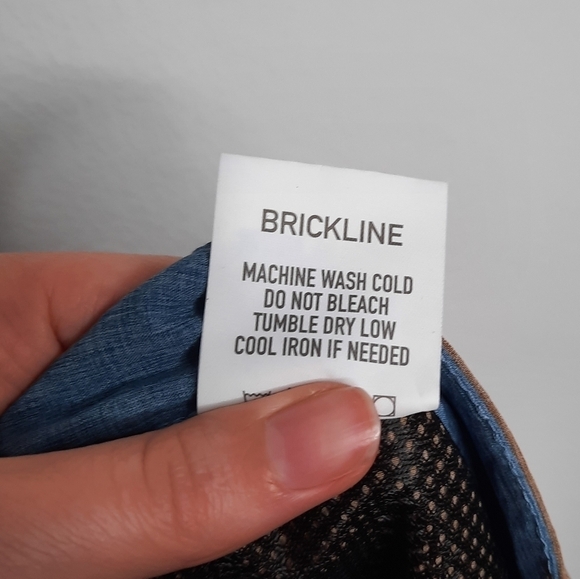 BRICKLINE
MACHINE WASH COLD
DO NOT BLEACH
TUMBLE DRY LOW
COOL IRON IF NEEDED